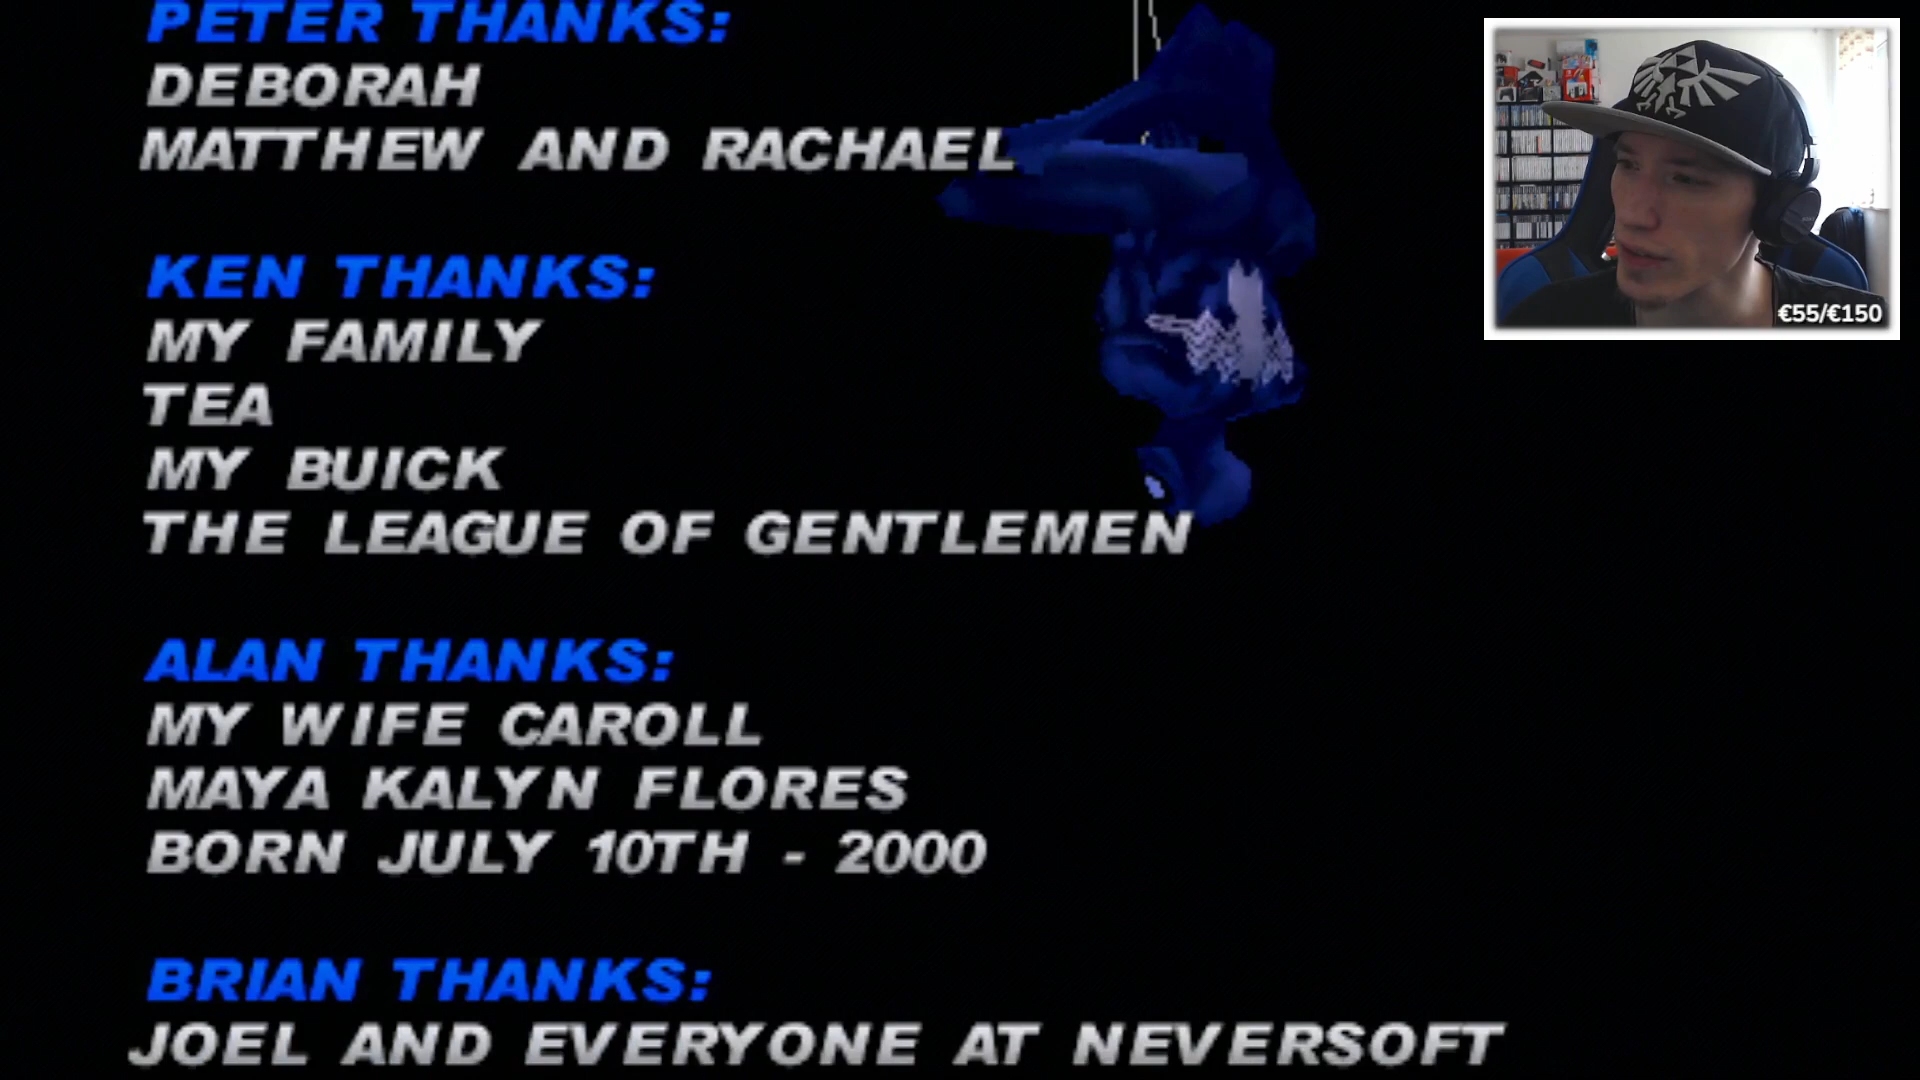 PETER THANKS:
DEBORAH
MATTHEW AND RACHAEL
KEN THANKS:
MY FAMILY
TEA
MY BUICK
THE LEAGUE OF GENTLEMEN
ALAN THANKS:
MY WIFE CAROLL
MAYA KALYN FLORES
BORN JULY 10TH - 2000
BRIAN THANKS:
JOEL AND EVERYONE AT NEVERSOFT
€55/€150